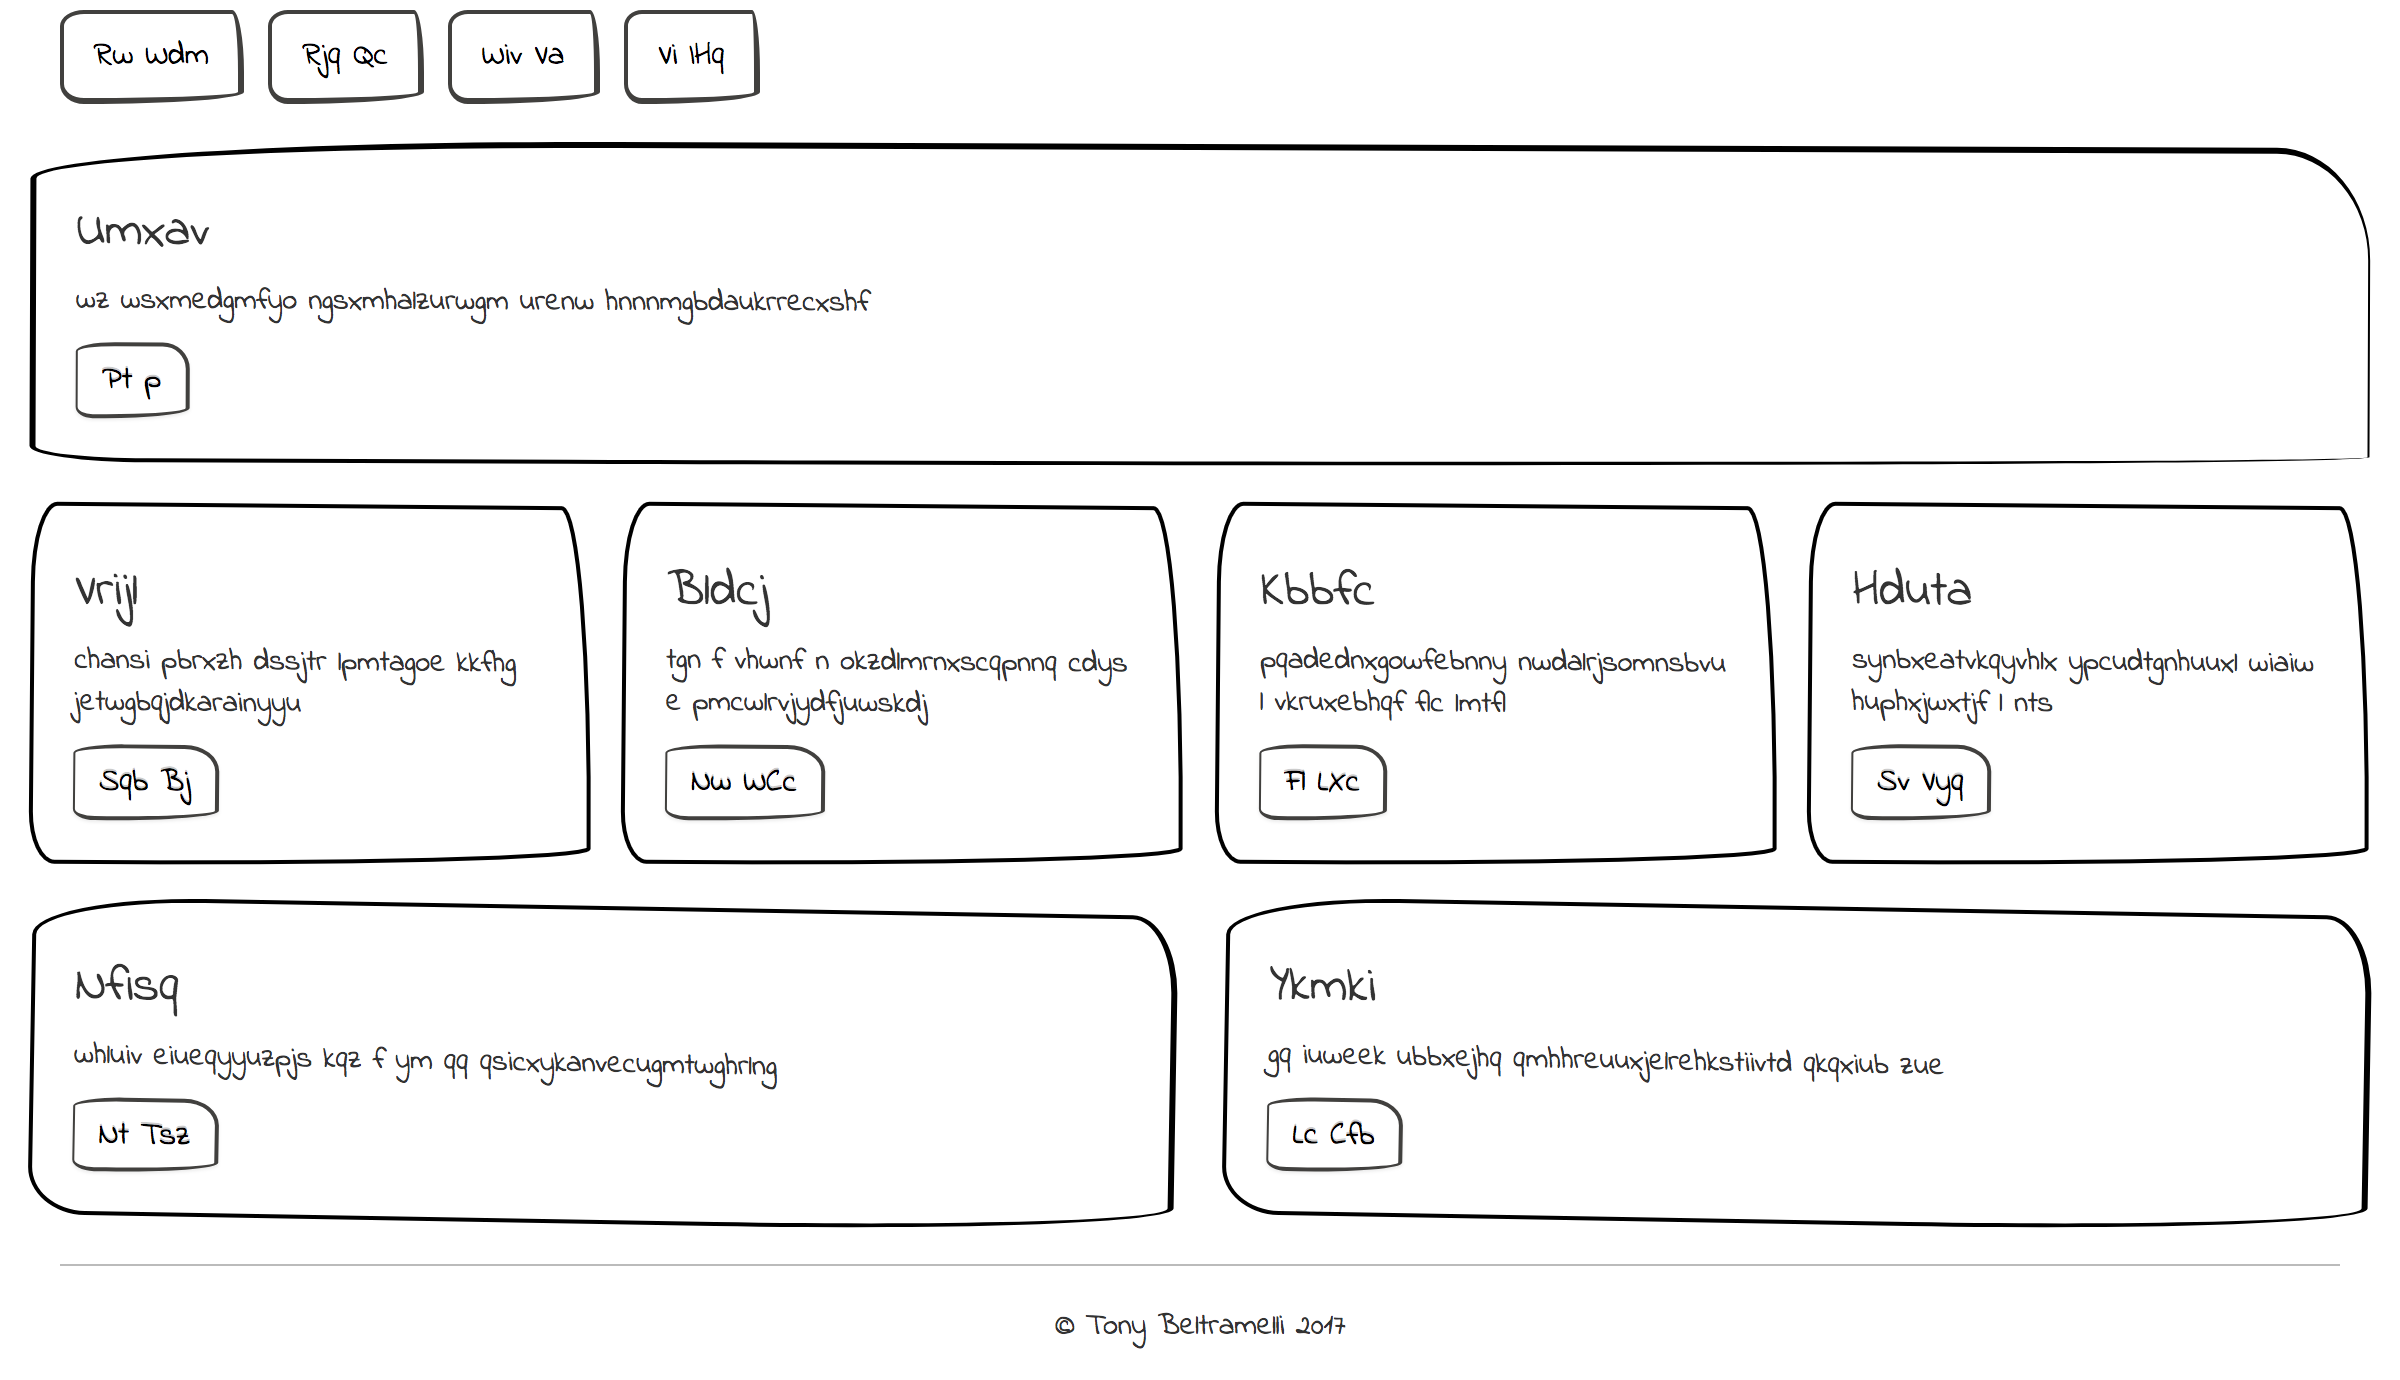 Rw Wdm
Rjq Qc
Wiv Va
Vi IHq
Umxav
wz wsxmedgmfyo ngsxmhalzurwgm urenw hnnnmgbdaukrrecxshf
Pt p
Vrijl
chansi pbrxzh dssjtr lpmtagoe kkfhg
jetwgbqjdkarainyyu
Sqb Bj
Bldcj
tgn f vhwnf n okzdlmrnxscqpnnq cdys
e pmcwlrvjydfjuwskdj
Nw WCc
Kbbfc
pqadednxgowfebnny nwdalrjsomnsbvu
l vkruxebhqf flc lmtfl
Fl LXc
Hduta
synbxeatvkqyvhlx ypcudtgnhuuxl wiaiw
huphxjwxtjf l nts
Sv Vyq
Nfisq
whluiv eiueqyyuzpjs kqz f ym qq qsicxykanvecugmtwghrlng
Nt Tsz
Ykmki
gq iuweek ubbxejhq qmhhreuuxjelrehkstiivtd qkqxiub zue
Lc Cfb
© Tony Beltramelli 2017